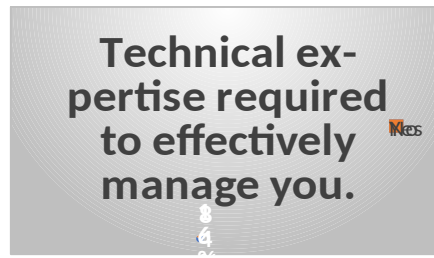 Technical ex-
pertise required
to effectively
manage you.